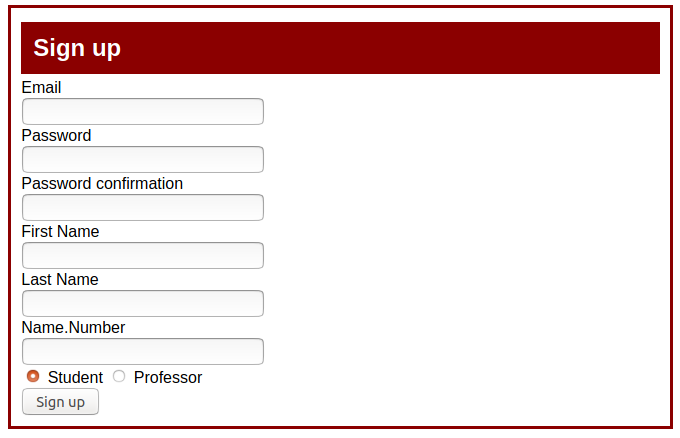 Sign up
Email
Password
Password confirmation
First Name
Last Name
Name.Number
Student Professor
Sign up